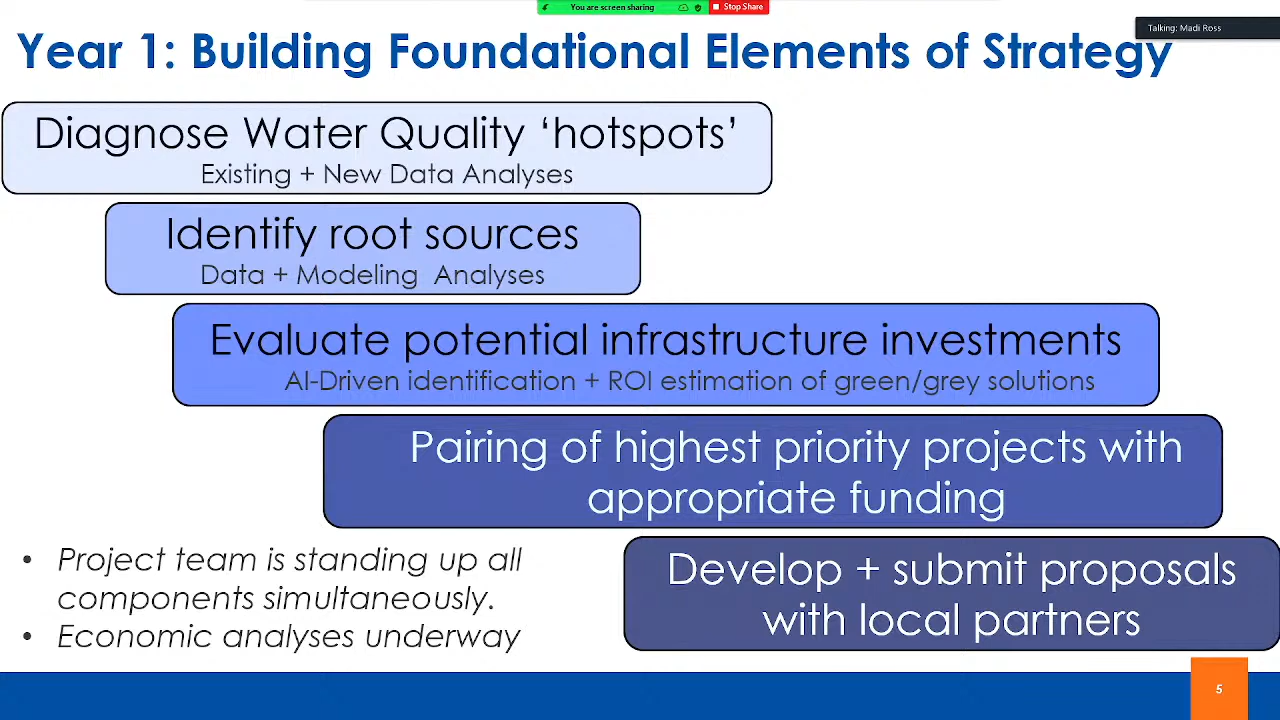 You are screen sharing
Stop Share
Talking: Madi Ross
Year 1: Building Foundational Elements of Strategy
Diagnose Water Quality ‘hotspots’
Existing + New Data Analyses
Identify root sources
Data + Modeling  Analyses
Evaluate potential infrastructure investments
AI-Driven identification + ROI estimation of green/grey solutions
Pairing of highest priority projects with
appropriate funding
Develop + submit proposals
with local partners
• Project team is standing up all
components simultaneously.
• Economic analyses underway
5